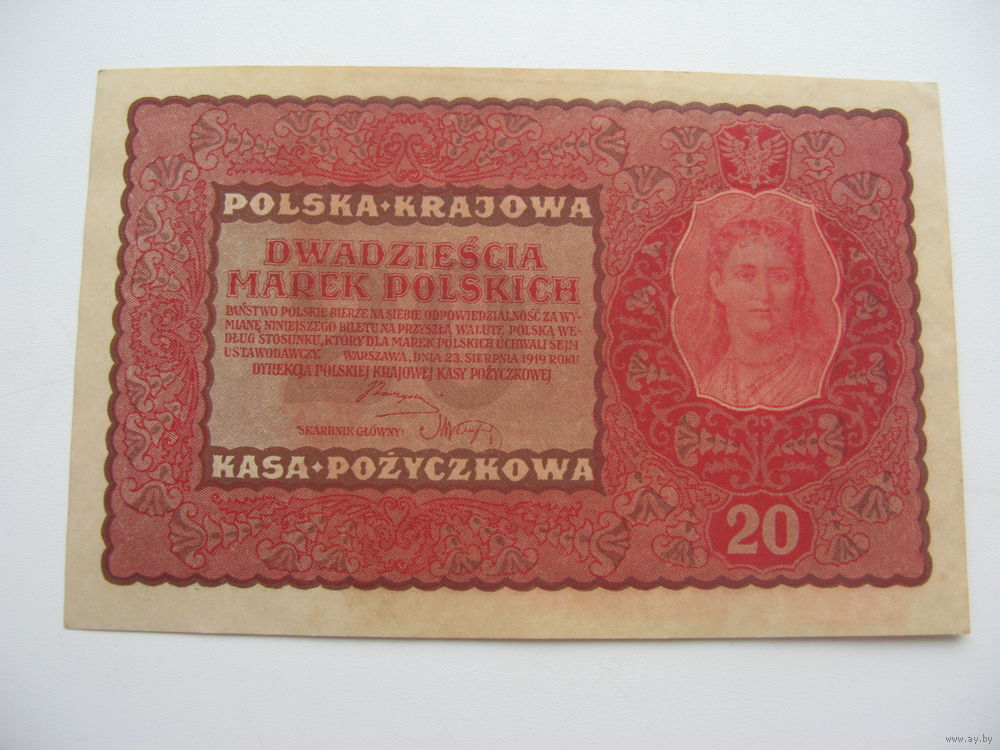 POLSKA·KRAJOWA
DWADZIEŚCIA
MAREK POLSKICH
PAŃSTWO POLSKIE BIERZE NA SIEBIE ODPOWIEDZIALNOŚĆ ZA WY-
MIANĘ NINIEJSZEGO BILETU NA PRZYSZŁĄ WALUTĘ POLSKĄ WE-
DŁUG STOSUNKU, KTÓRY DLA MAREK POLSKICH UCHWALI SEJM
USTAWODAWCZY. WARSZAWA, DNIA 23. SIERPNIA 1919 ROKU
DYREKCJA POLSKIEJ KRAJOWEJ KASY POŻYCZKOWEJ
SKARBNIK GŁÓWNY:
KASA·POŻYCZKOWA
20
www.ay.by